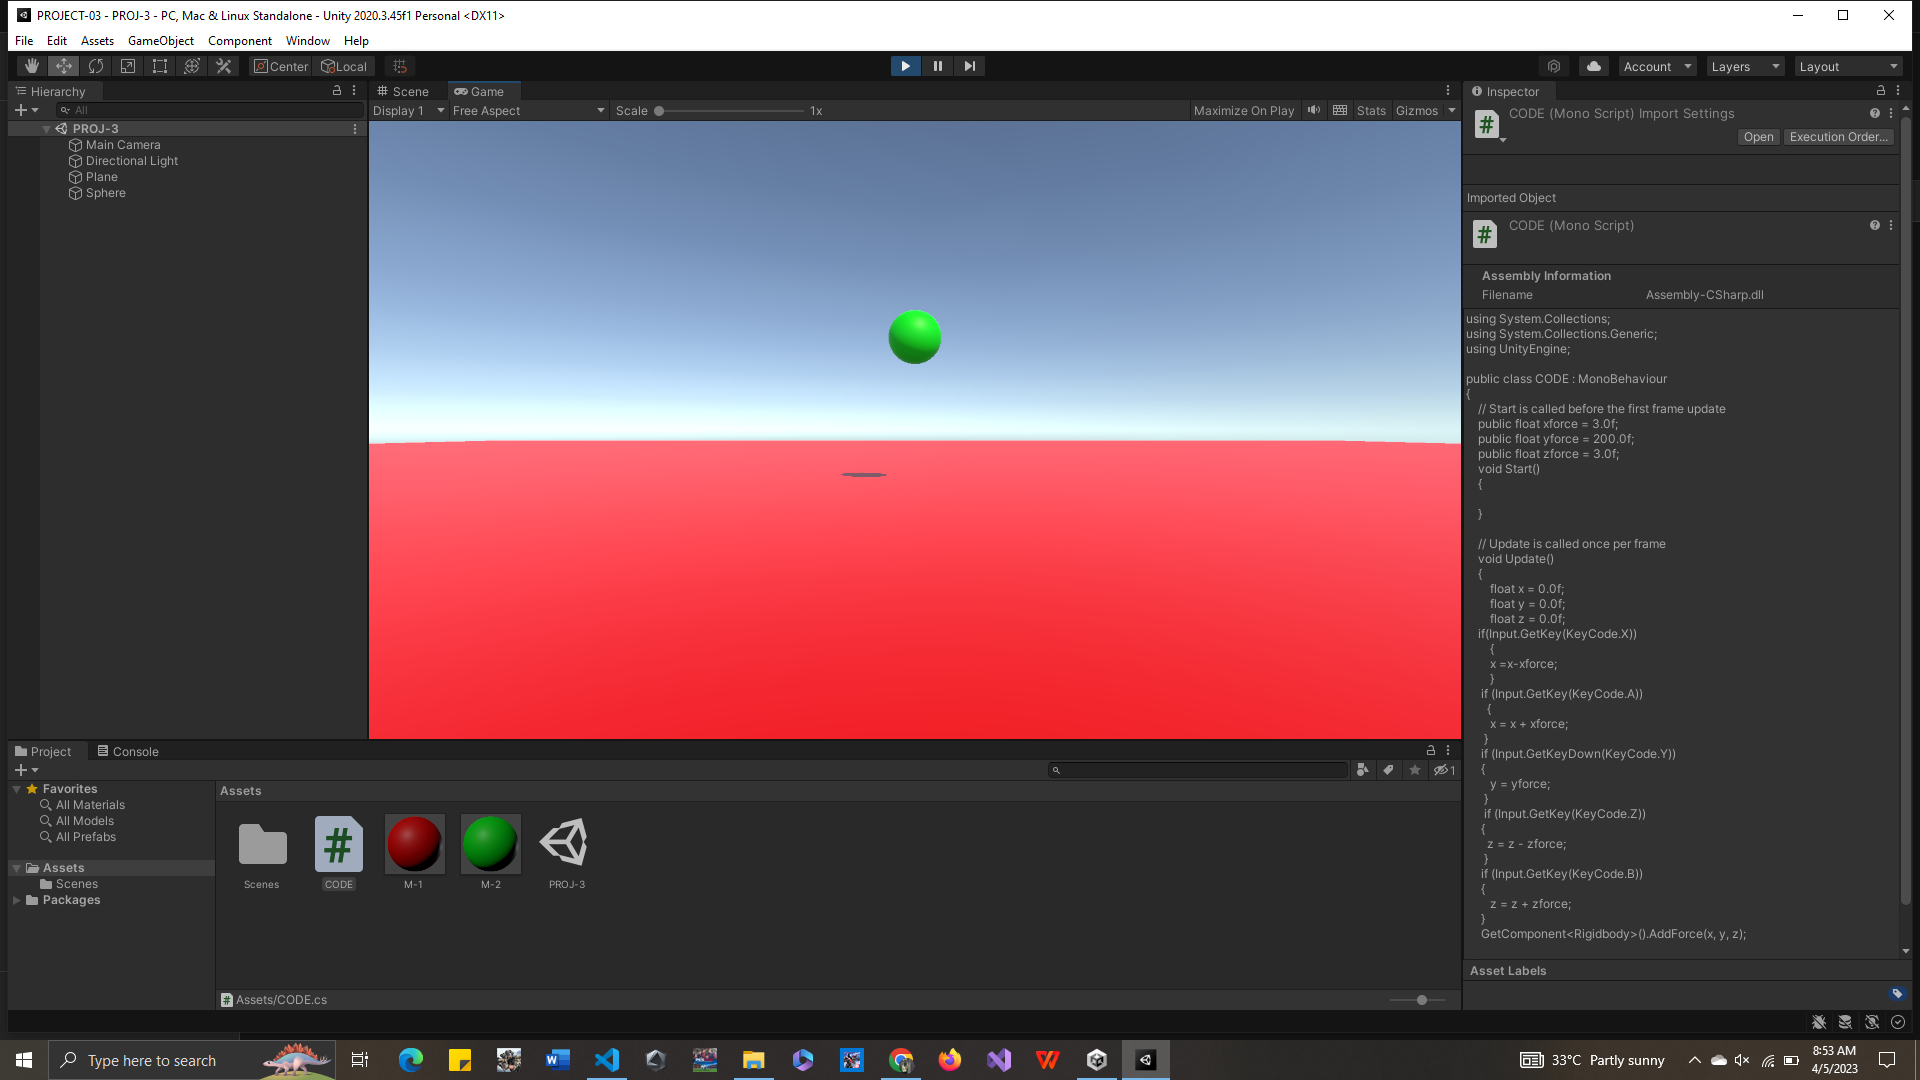 PROJECT-03 - PROJ-3 - PC, Mac & Linux Standalone - Unity 2020.3.45f1 Personal <DX11>
File Edit Assets GameObject Component Window Help
Center Local Account Layers Layout
Hierarchy
All
PROJ-3
Main Camera
Directional Light
Plane
Sphere
Scene Game
Display 1 Free Aspect Scale 1x Maximize On Play Stats Gizmos
Inspector
CODE (Mono Script) Import Settings
Open Execution Order...
Imported Object
CODE (Mono Script)
Assembly Information
Filename Assembly-CSharp.dll
using System.Collections;
using System.Collections.Generic;
using UnityEngine;
public class CODE : MonoBehaviour
{
// Start is called before the first frame update
public float xforce = 3.0f;
public float yforce = 200.0f;
public float zforce = 3.0f;
void Start()
{
}
// Update is called once per frame
void Update()
{
float x = 0.0f;
float y = 0.0f;
float z = 0.0f;
if(Input.GetKey(KeyCode.X))
{
x =x-xforce;
}
if (Input.GetKey(KeyCode.A))
{
x = x + xforce;
}
if (Input.GetKeyDown(KeyCode.Y))
{
y = yforce;
}
if (Input.GetKey(KeyCode.Z))
{
z = z - zforce;
}
if (Input.GetKey(KeyCode.B))
{
z = z + zforce;
}
GetComponent<Rigidbody>().AddForce(x, y, z);
Asset Labels
Project Console
1
Favorites
All Materials
All Models
All Prefabs
Assets
Scenes
Packages
Assets
Scenes CODE M-1 M-2 PROJ-3
Assets/CODE.cs
Type here to search
33°C Partly sunny
8:53 AM
4/5/2023